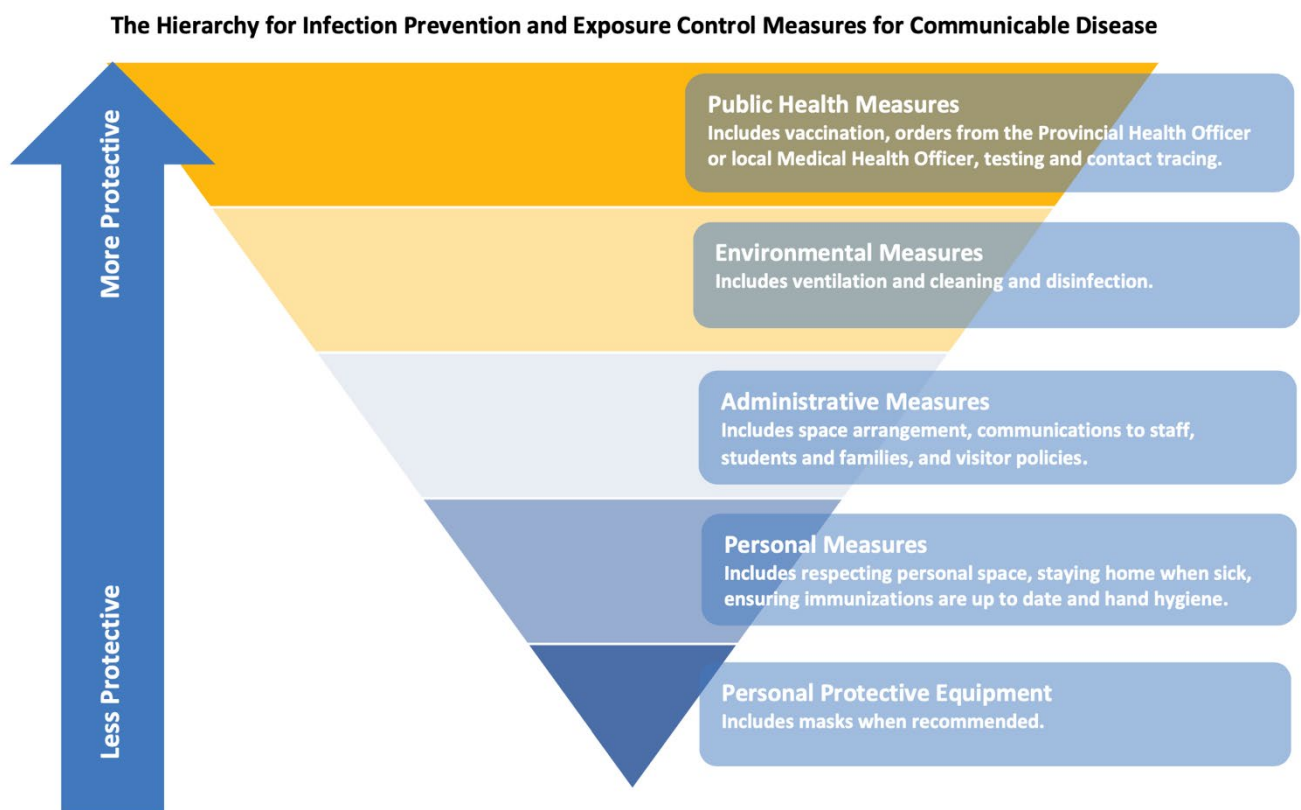 The Hierarchy for Infection Prevention and Exposure Control Measures for Communicable Disease
More Protective
Less Protective
Public Health Measures
Includes vaccination, orders from the Provincial Health Officer
or local Medical Health Officer, testing and contact tracing.
Environmental Measures
Includes ventilation and cleaning and disinfection.
Administrative Measures
Includes space arrangement, communications to staff,
students and families, and visitor policies.
Personal Measures
Includes respecting personal space, staying home when sick,
ensuring immunizations are up to date and hand hygiene.
Personal Protective Equipment
Includes masks when recommended.